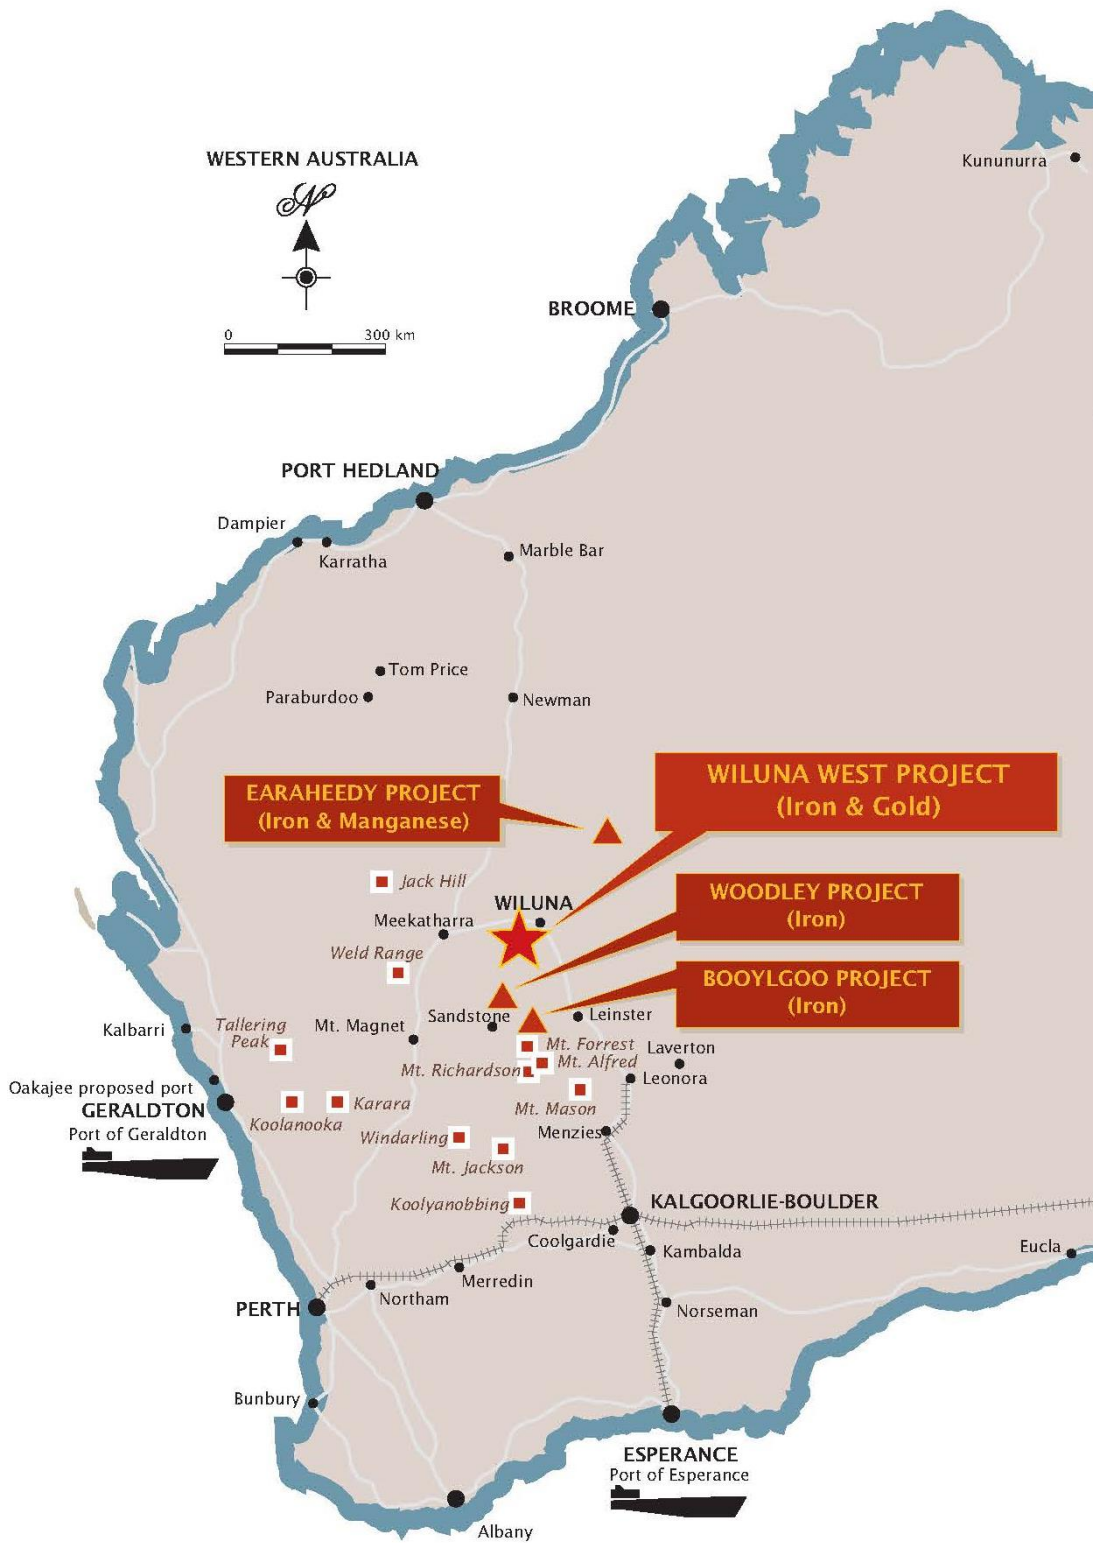 WESTERN AUSTRALIA
N
0 300 km
Kununurra
BROOME
PORT HEDLAND
Dampier
Karratha
Marble Bar
Tom Price
Paraburdoo
Newman
WILUNA WEST PROJECT
(Iron & Gold)
EARAHEEDY PROJECT
(Iron & Manganese)
Jack Hill
WOODLEY PROJECT
(Iron)
WILUNA
Meekatharra
Weld Range
BOOYLGOO PROJECT
(Iron)
Sandstone
Leinster
Kalbarri
Tallering
Peak
Mt. Magnet
Mt. Forrest
Laverton
Mt. Alfred
Mt. Richardson
Leonora
Oakajee proposed port
GERALDTON
Port of Geraldton
Koolanooka
Karara
Mt. Mason
Windarling
Menzies
Mt. Jackson
Koolyanobbing
KALGOORLIE-BOULDER
Coolgardie
Kambalda
Eucla
Merredin
Northam
PERTH
Norseman
Bunbury
ESPERANCE
Port of Esperance
Albany